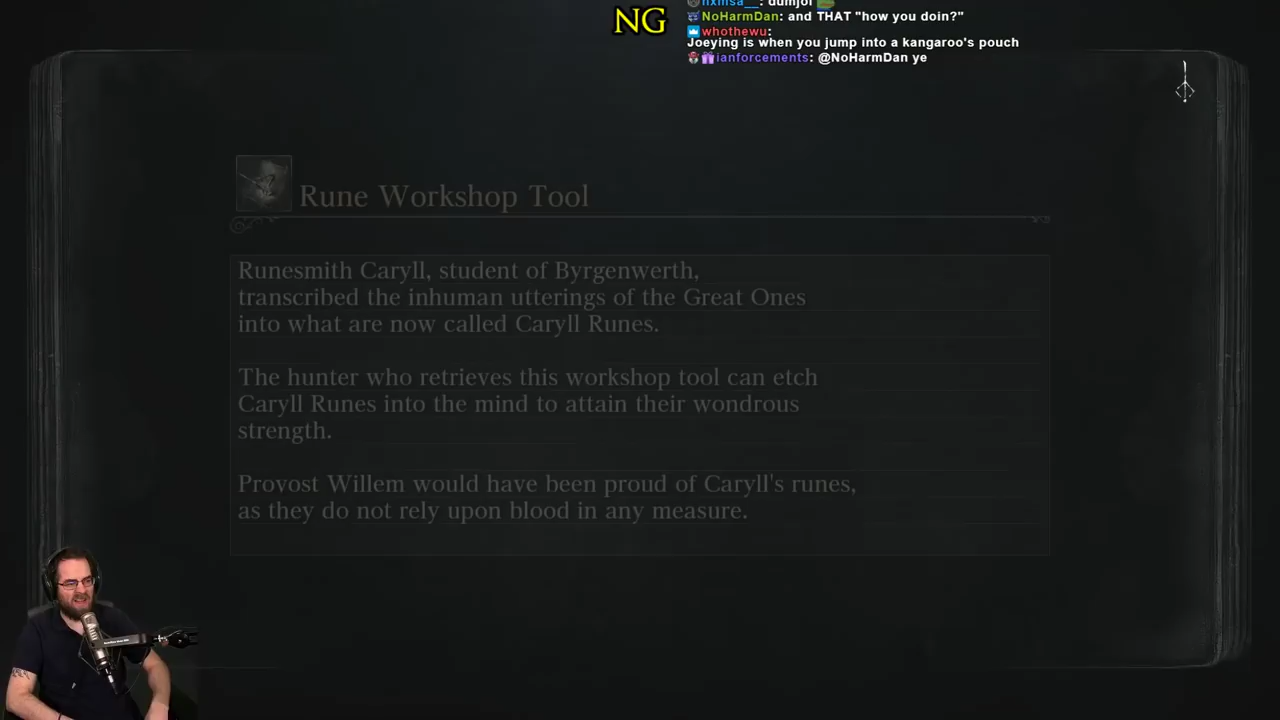 NG
NoHarmDan: and THAT "how you doin?"
whothewu:
Joeying is when you jump into a kangaroo's pouch
ianforcements: @NoHarmDan ye
Rune Workshop Tool
Runesmith Caryll, student of Byrgenwerth,
transcribed the inhuman utterings of the Great Ones
into what are now called Caryll Runes.
The hunter who retrieves this workshop tool can etch
Caryll Runes into the mind to attain their wondrous
strength.
Provost Willem would have been proud of Caryll's runes,
as they do not rely upon blood in any measure.